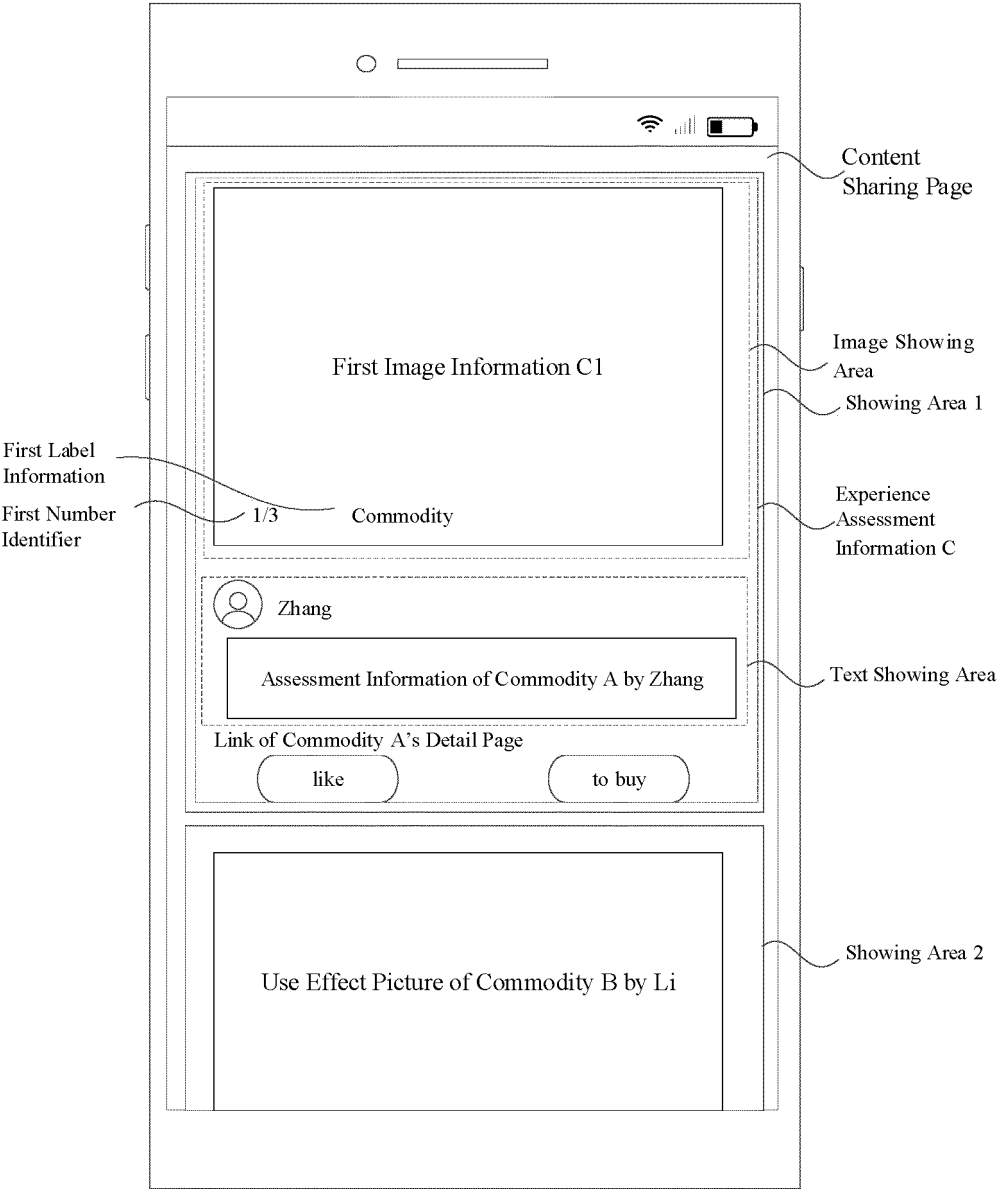 Content
Sharing Page
First Image Information C1
Image Showing
Area
Showing Area 1
First Label
Information
First Number
Identifier
1/3
Commodity
Experience
Assessment
Information C
Zhang
Assessment Information of Commodity A by Zhang
Text Showing Area
Link of Commodity A’s Detail Page
like
to buy
Showing Area 2
Use Effect Picture of Commodity B by Li